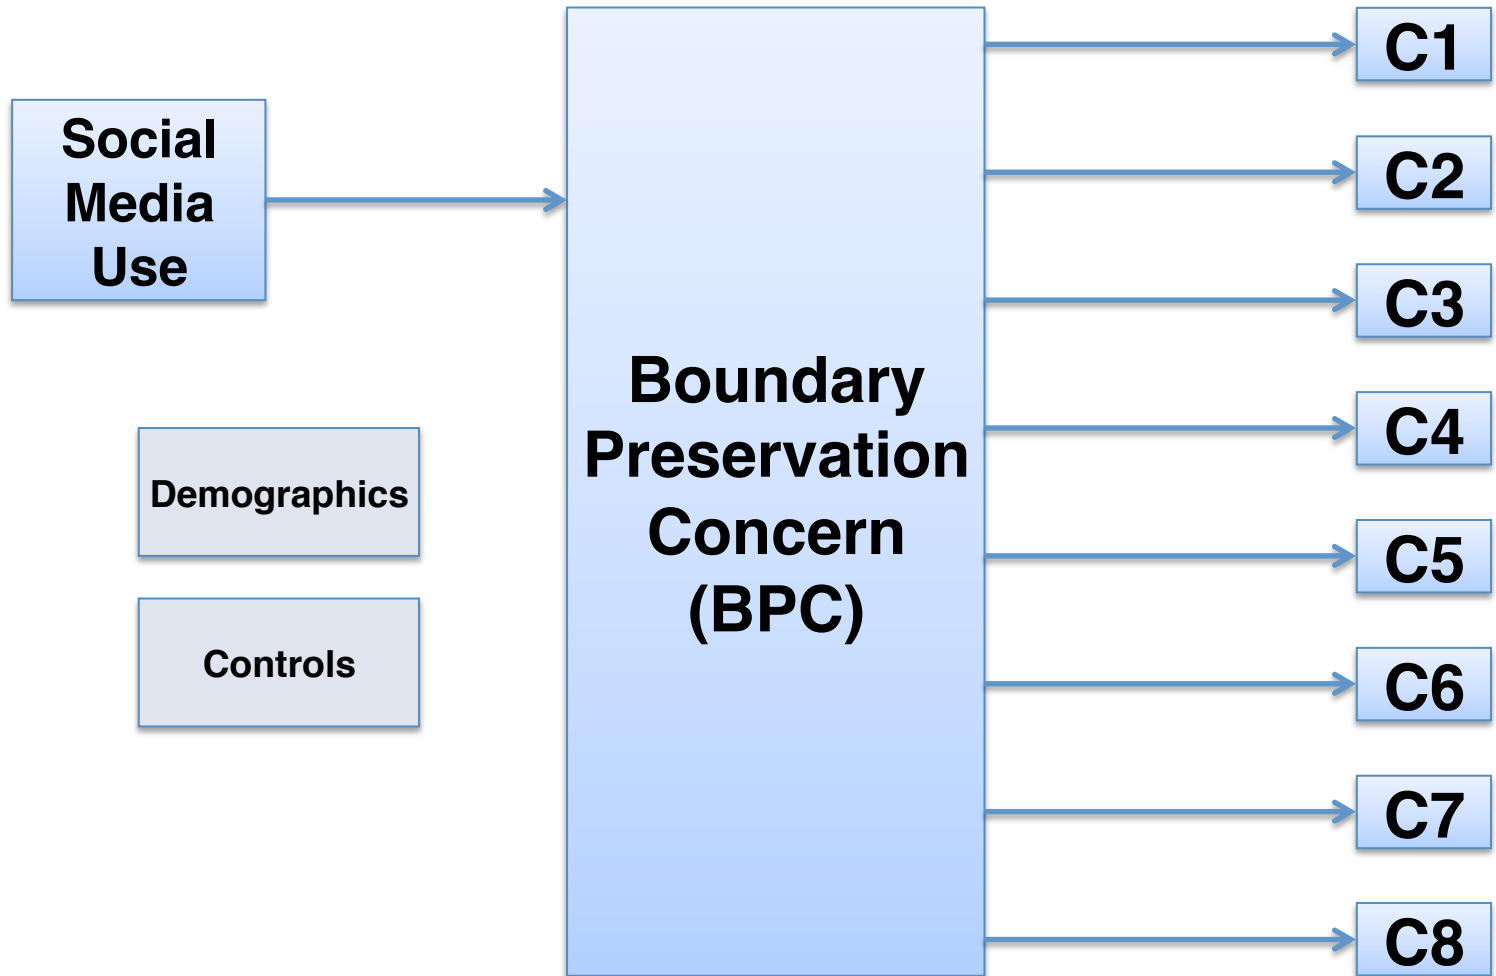 Social
Media
Use
Demographics
Controls
Boundary
Preservation
Concern
(BPC)
C1
C2
C3
C4
C5
C6
C7
C8